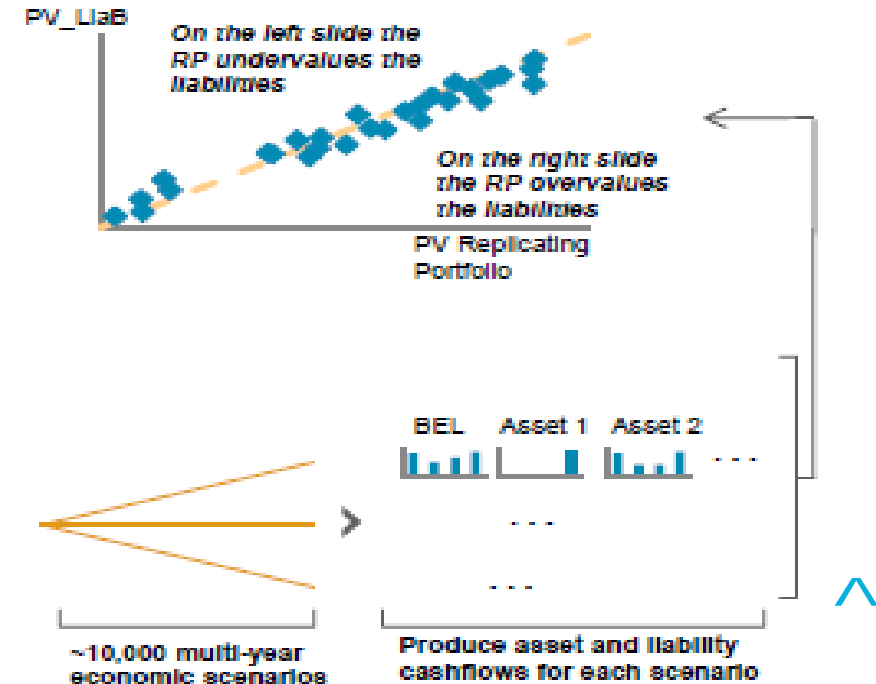 PV_LiaB
On the left slide the
RP undervalues the
liabilities
On the right slide
the RP overvalues
the liabilities
PV Replicating
Portfolio
BEL Asset 1 Asset 2
- - -
- - -
- - -
~10,000 multi-year
economic scenarios
Produce asset and liability
cashflows for each scenario